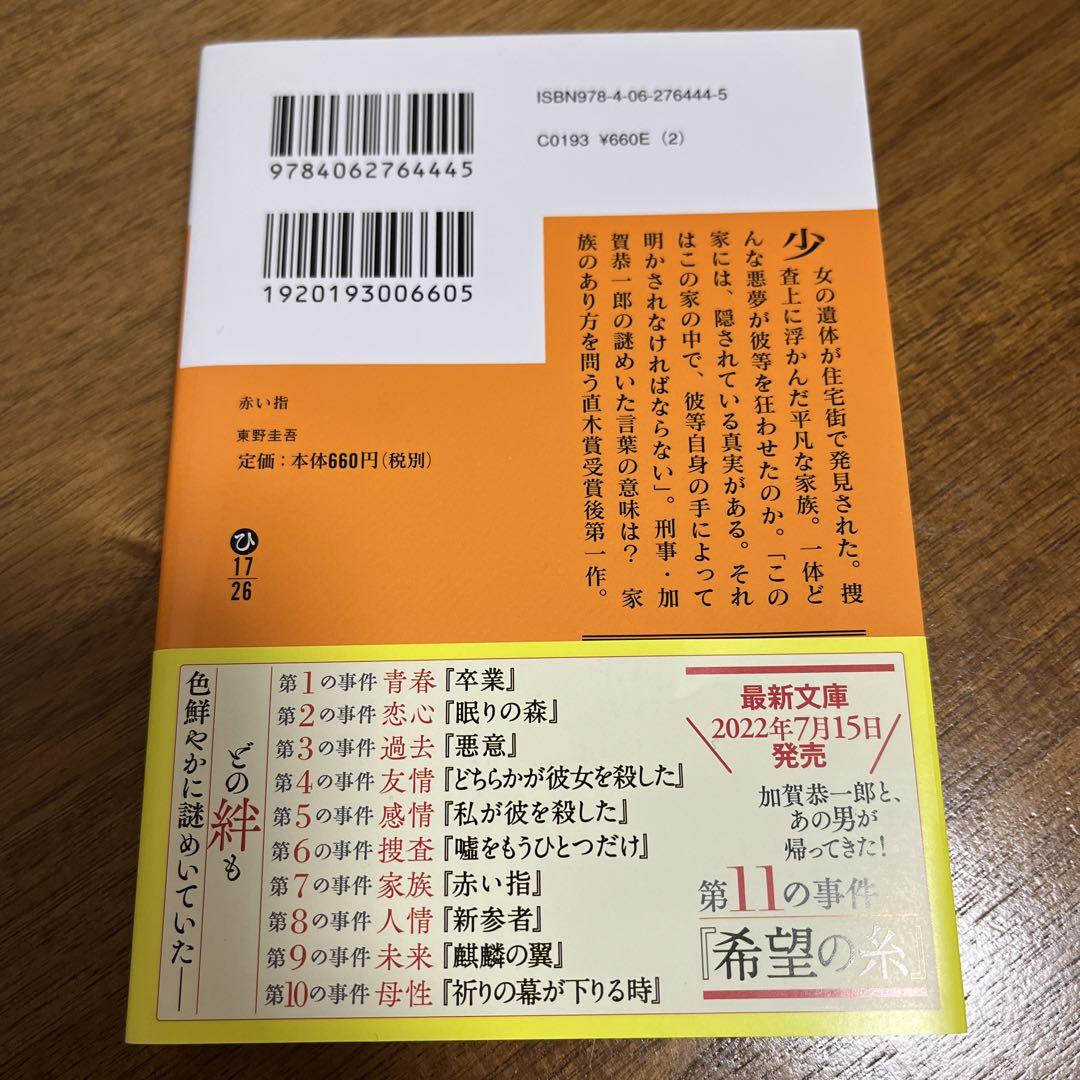 ISBN978-4-06-276444-5
C0193 ¥660E（2）
9784062764445
1920193006605
少女の遺体が住宅街で発見された。捜
査上に浮かんだ平凡な家族。一体ど
んな悪夢が彼等を狂わせたのか。「この
家には、隠されている真実がある。それ
はこの家の中で、彼等自身の手によって
明かされなければならない」。刑事・加
賀恭一郎の謎めいた言葉の意味は？　家
族のあり方を問う直木賞受賞後第一作。
赤い指
東野圭吾
定価：本体660円（税別）
ひ
17
26
どの絆も
色鮮やかに謎めいていた――
第1の事件 青春『卒業』
第2の事件 恋心『眠りの森』
第3の事件 過去『悪意』
第4の事件 友情『どちらかが彼女を殺した』
第5の事件 感情『私が彼を殺した』
第6の事件 捜査『嘘をもうひとつだけ』
第7の事件 家族『赤い指』
第8の事件 人情『新参者』
第9の事件 未来『麒麟の翼』
第10の事件 母性『祈りの幕が下りる時』
最新文庫
2022年7月15日
発売
加賀恭一郎と、
あの男が
帰ってきた！
第11の事件
『希望の糸』